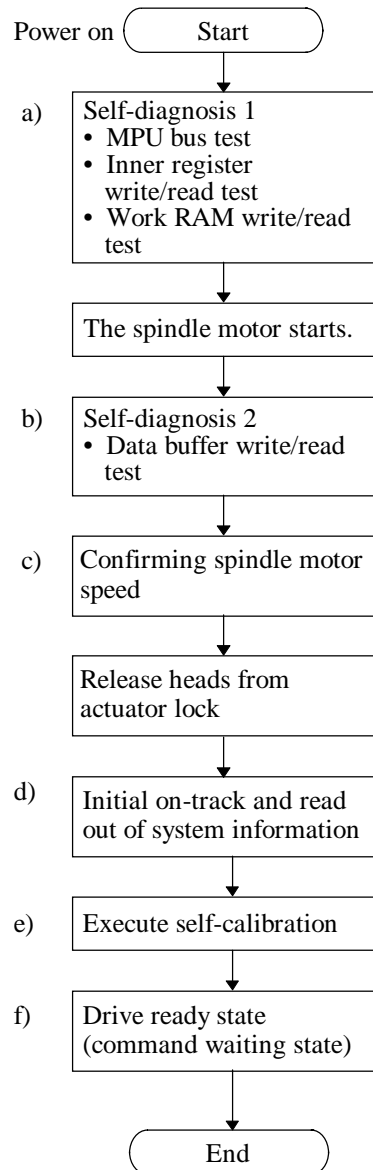 Power on
Start
a)
Self-diagnosis 1
• MPU bus test
• Inner register
write/read test
• Work RAM write/read
test
The spindle motor starts.
b)
Self-diagnosis 2
• Data buffer write/read
test
c)
Confirming spindle motor
speed
Release heads from
actuator lock
d)
Initial on-track and read
out of system information
e)
Execute self-calibration
f)
Drive ready state
(command waiting state)
End